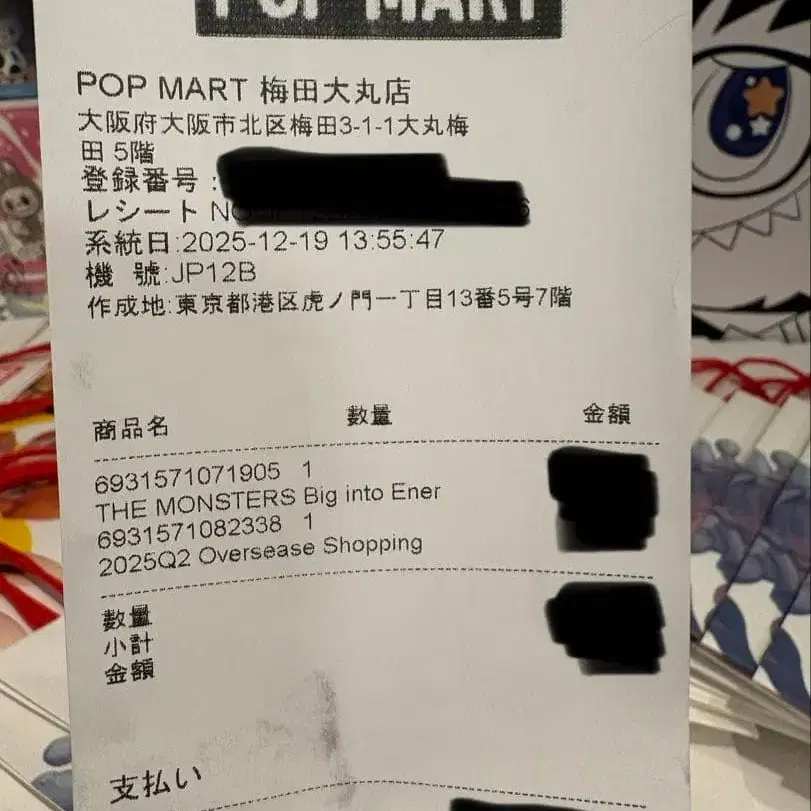 POP MART
POP MART 梅田大丸店
大阪府大阪市北区梅田3-1-1大丸梅
田 5階
登録番号:
レシート
系統日:2025-12-19 13:55:47
機 號:JP12B
作成地:東京都港区虎ノ門一丁目13番5号7階
商品名 数量 金額
6931571071905 1
THE MONSTERS Big into Ener
6931571082338 1
2025Q2 Oversease Shopping
数量
小計
金額
支払い